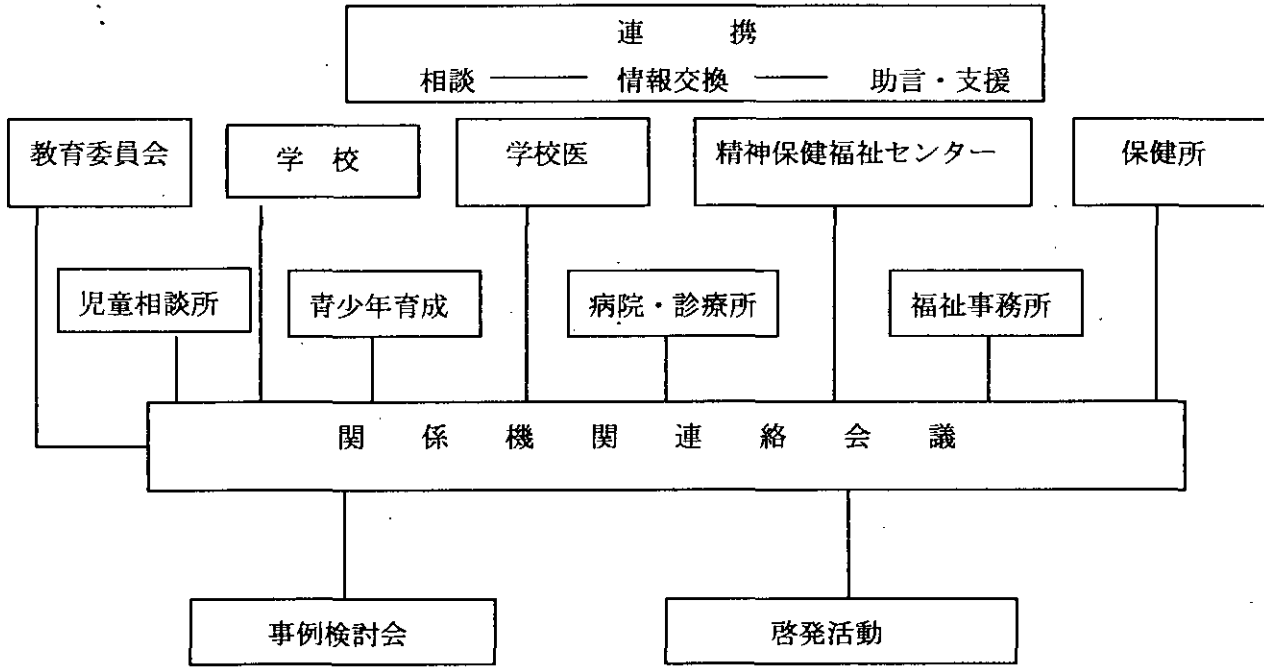 連　携
相談 ── 情報交換 ── 助言・支援
教育委員会
学　校
学校医
精神保健福祉センター
保健所
児童相談所
青少年育成
病院・診療所
福祉事務所
関　係　機　関　連　絡　会　議
事例検討会
啓発活動